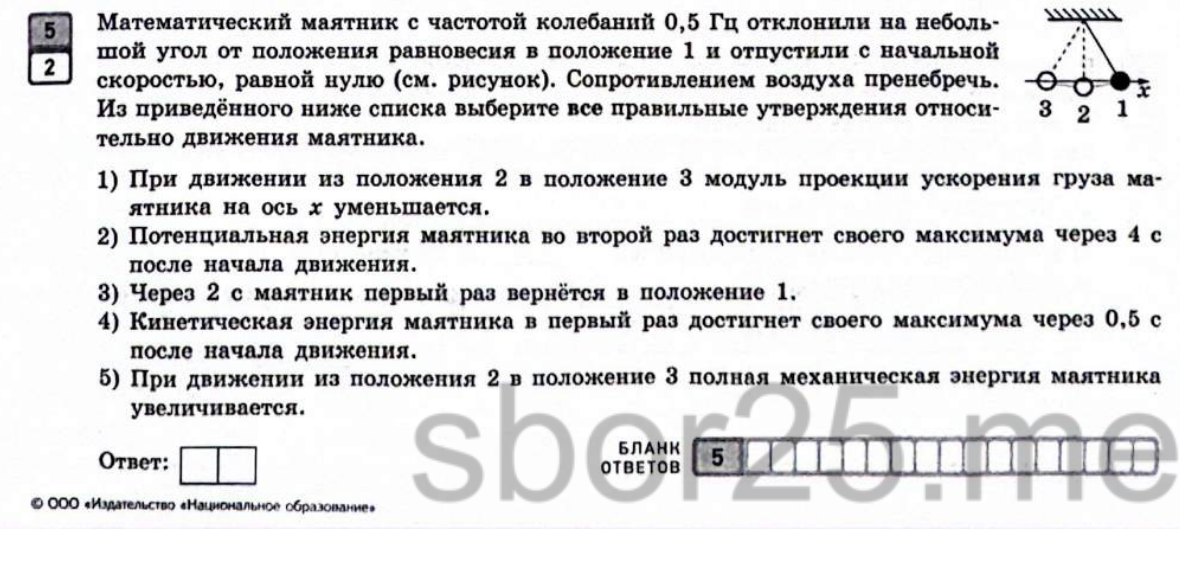 5
2
Математический маятник с частотой колебаний 0,5 Гц отклонили на неболь-
шой угол от положения равновесия в положение 1 и отпустили с начальной
скоростью, равной нулю (см. рисунок). Сопротивлением воздуха пренебречь.
Из приведённого ниже списка выберите все правильные утверждения относи-
тельно движения маятника.
3 2 1 x
1) При движении из положения 2 в положение 3 модуль проекции ускорения груза ма-
ятника на ось x уменьшается.
2) Потенциальная энергия маятника во второй раз достигнет своего максимума через 4 с
после начала движения.
3) Через 2 с маятник первый раз вернётся в положение 1.
4) Кинетическая энергия маятника в первый раз достигнет своего максимума через 0,5 с
после начала движения.
5) При движении из положения 2 в положение 3 полная механическая энергия маятника
увеличивается.
Ответ:
БЛАНК
ОТВЕТОВ
5
sbor25.me
© ООО «Издательство «Национальное образование»